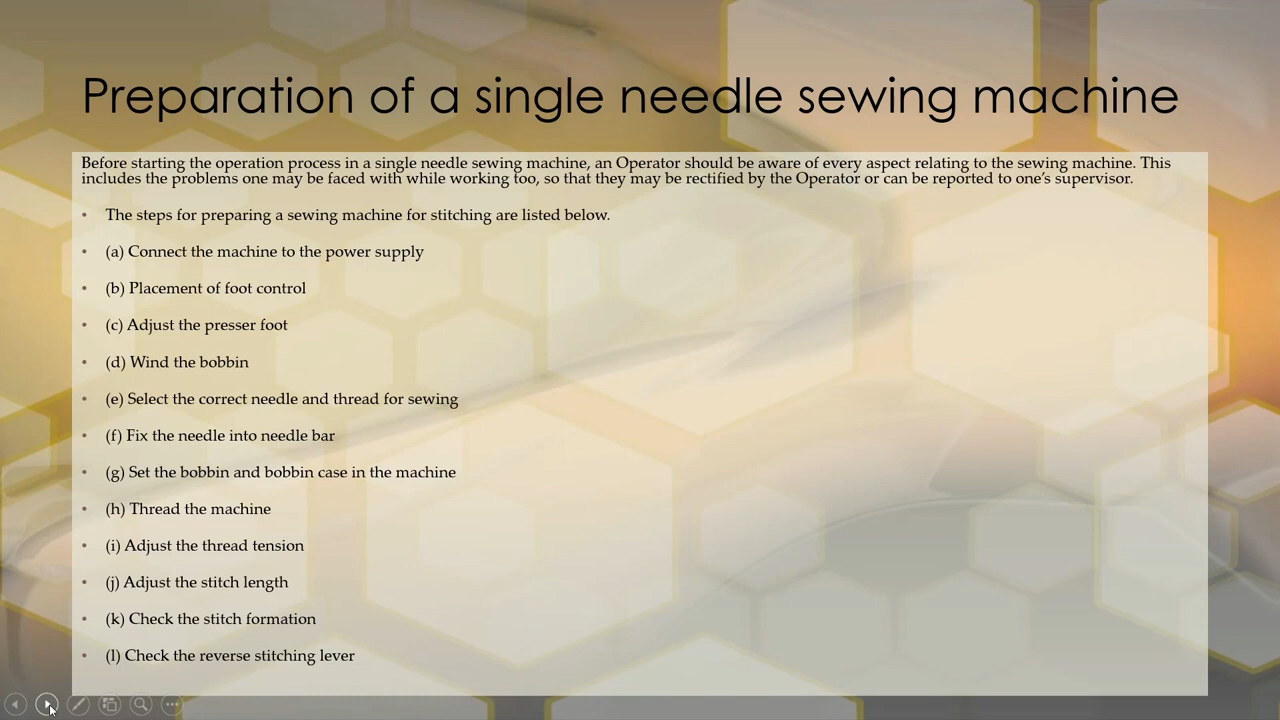 Preparation of a single needle sewing machine
Before starting the operation process in a single needle sewing machine, an Operator should be aware of every aspect relating to the sewing machine. This
includes the problems one may be faced with while working too, so that they may be rectified by the Operator or can be reported to one’s supervisor.
• The steps for preparing a sewing machine for stitching are listed below.
• (a) Connect the machine to the power supply
• (b) Placement of foot control
• (c) Adjust the presser foot
• (d) Wind the bobbin
• (e) Select the correct needle and thread for sewing
• (f) Fix the needle into needle bar
• (g) Set the bobbin and bobbin case in the machine
• (h) Thread the machine
• (i) Adjust the thread tension
• (j) Adjust the stitch length
• (k) Check the stitch formation
• (l) Check the reverse stitching lever